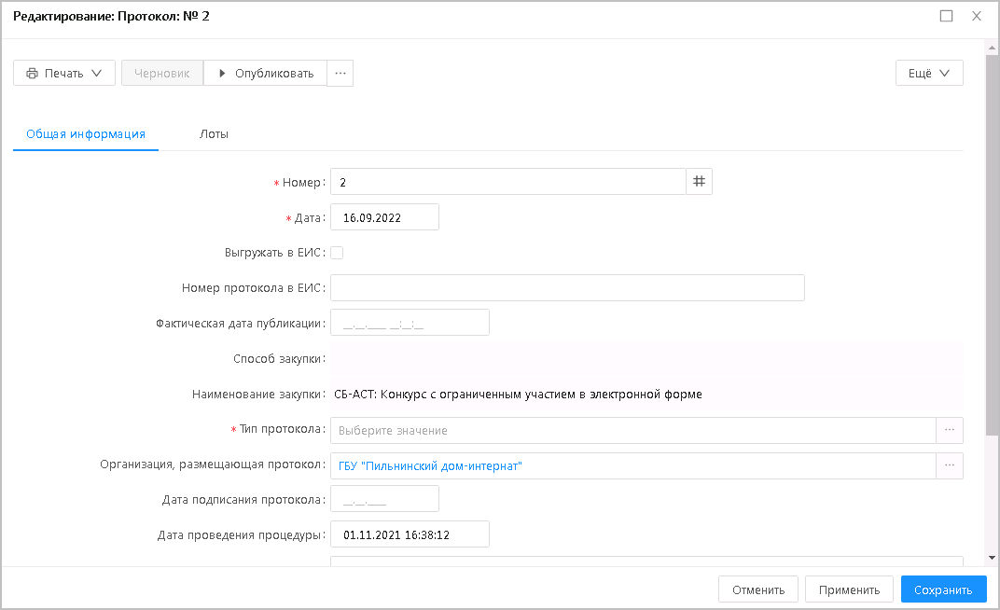 Редактирование: Протокол: № 2
Печать Черновик Опубликовать ... Ещё
Общая информация Лоты
* Номер: 2 #
* Дата: 16.09.2022
Выгружать в ЕИС:
Номер протокола в ЕИС:
Фактическая дата публикации: __.__.____ __:__:__
Способ закупки:
Наименование закупки: СБ-АСТ: Конкурс с ограниченным участием в электронной форме
* Тип протокола: Выберите значение ...
Организация, размещающая протокол: ГБУ "Пильнинский дом-интернат" ...
Дата подписания протокола: __.__.____
Дата проведения процедуры: 01.11.2021 16:38:12
Отменить Применить Сохранить